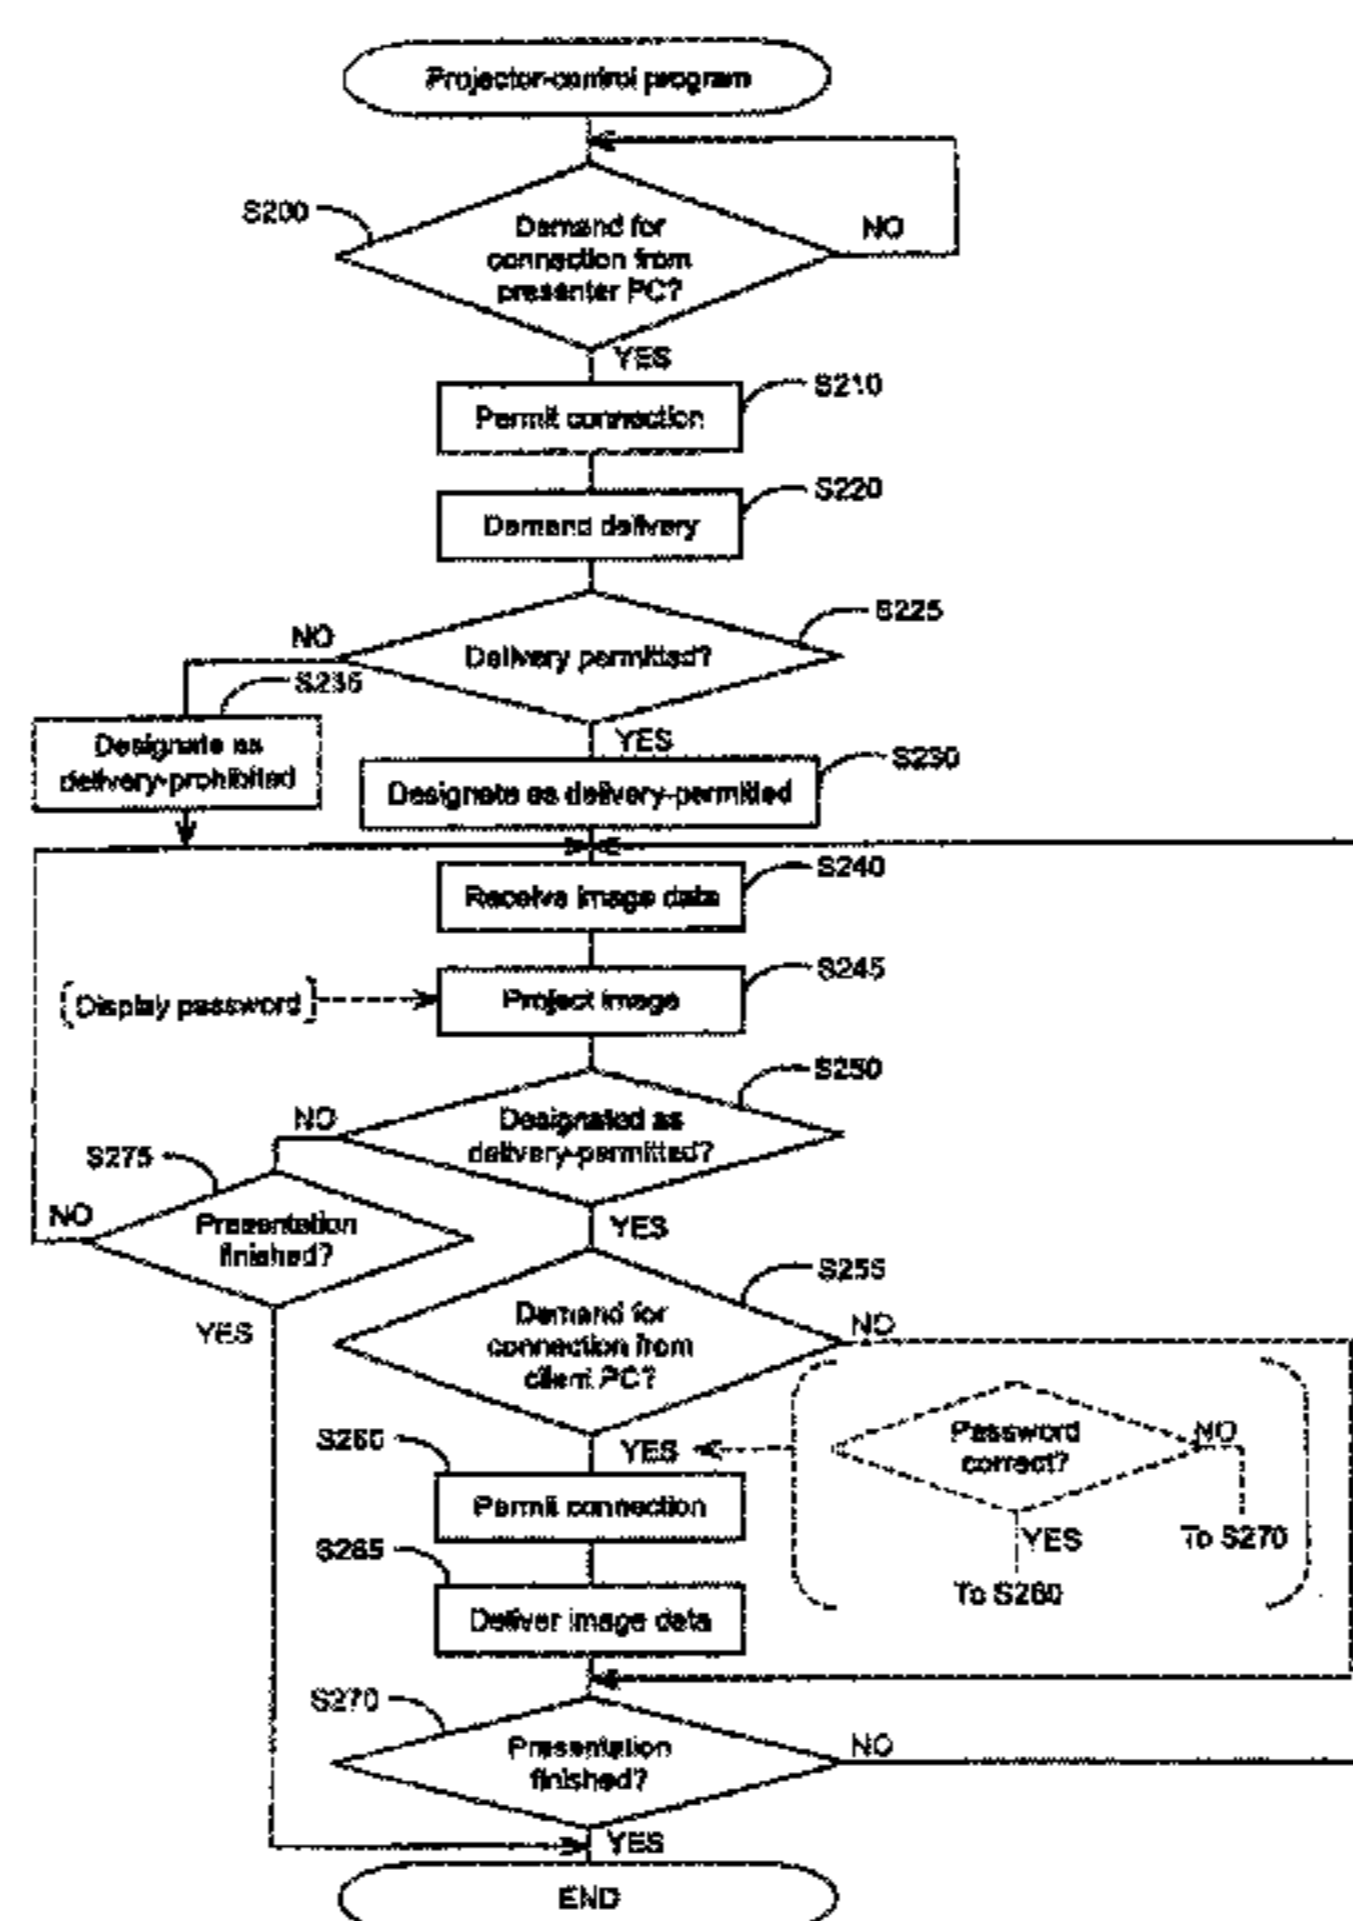 Projector-control program
S200
Demand for
connection from
presenter PC?
NO
YES
S210
Permit connection
S220
Demand delivery
S225
NO
Delivery permitted?
S235
YES
Designate as
delivery-prohibited
S230
Designate as delivery-permitted
S240
Receive image data
S245
Display password
Project image
S250
NO
Designated as
delivery-permitted?
S275
NO
Presentation
finished?
YES
YES
S255
Demand for
connection from
client PC?
NO
YES
Password
correct?
NO
YES
To S270
To S260
S260
Permit connection
S265
Deliver image data
S270
Presentation
finished?
NO
YES
END